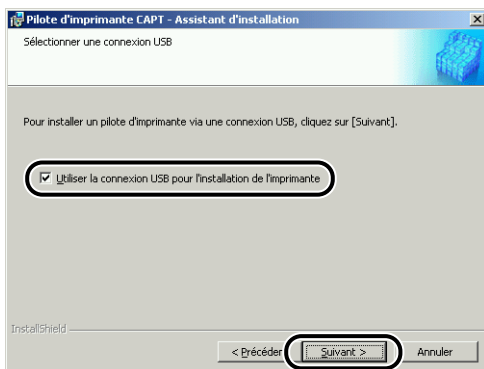 Pilote d'imprimante CAPT - Assistant d'installation
Sélectionner une connexion USB
Pour installer un pilote d'imprimante via une connexion USB, cliquez sur [Suivant].
Utiliser la connexion USB pour l'installation de l'imprimante
InstallShield
< Précéder Suivant > Annuler